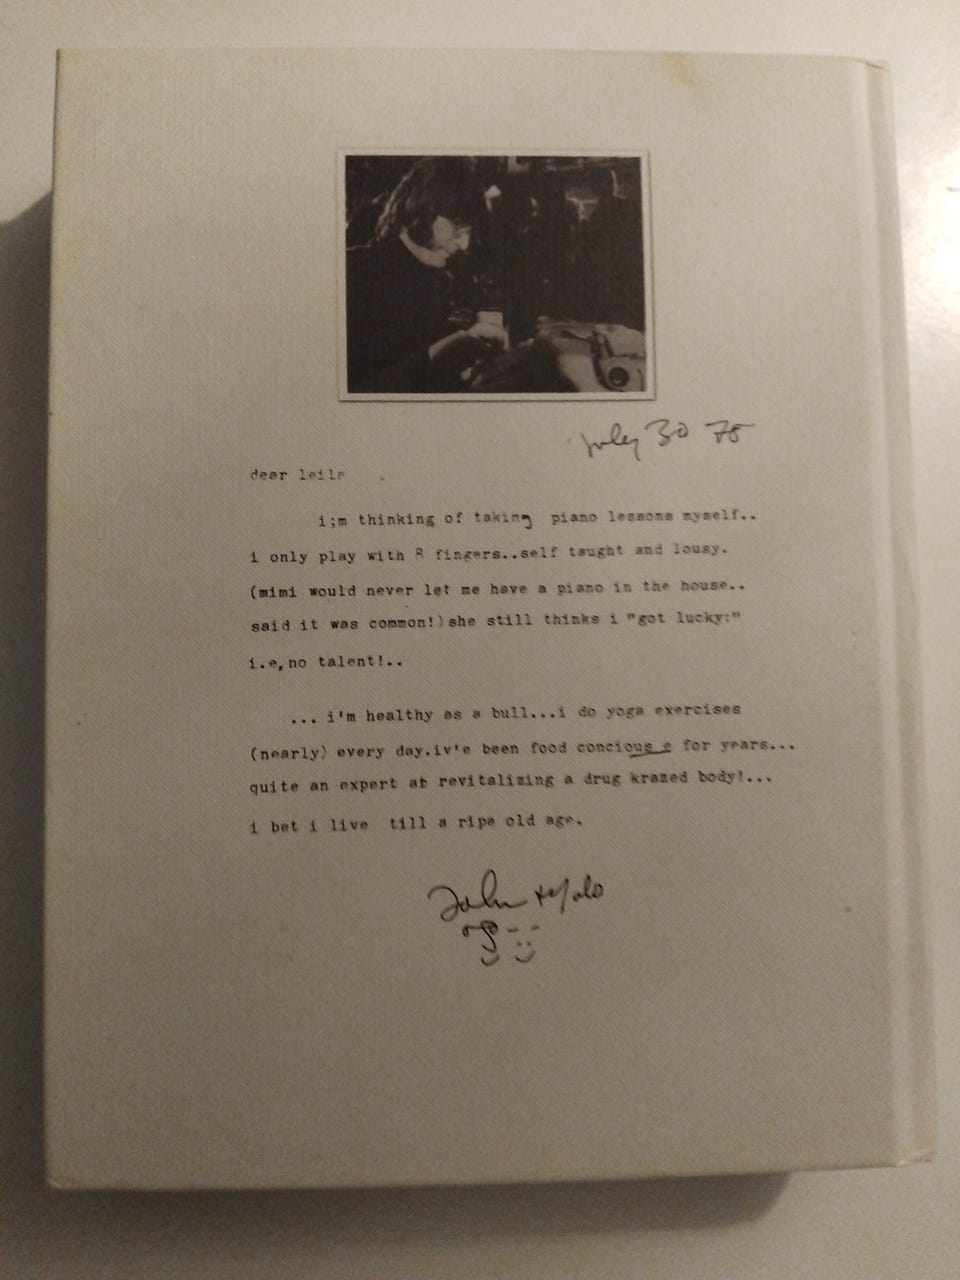 july 30 75
dear leila
i;m thinking of taking piano lessons myself..
i only play with 8 fingers..self taught and lousy.
(mimi would never let me have a piano in the house..
said it was common!)she still thinks i "got lucky:"
i.e,no talent!..
... i'm healthy as a bull...i do yoga exercises
(nearly) every day.iv'e been food concious e for years...
quite an expert at revitalizing a drug krazed body!...
i bet i live till a ripe old age.
John +